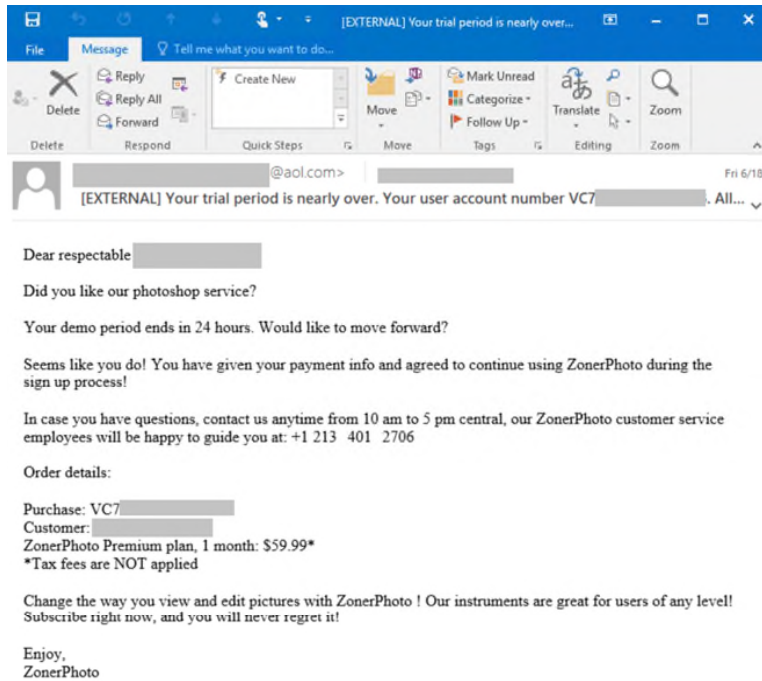 [EXTERNAL] Your trial period is nearly over...
File Message Tell me what you want to do...
Delete
Reply
Reply All
Forward
Create New
Move
Mark Unread
Categorize
Follow Up
Translate
Zoom
Delete Respond Quick Steps Move Tags Editing Zoom
@aol.com> Fri 6/18
[EXTERNAL] Your trial period is nearly over. Your user account number VC7 . All...
Dear respectable
Did you like our photoshop service?
Your demo period ends in 24 hours. Would like to move forward?
Seems like you do! You have given your payment info and agreed to continue using ZonerPhoto during the
sign up process!
In case you have questions, contact us anytime from 10 am to 5 pm central, our ZonerPhoto customer service
employees will be happy to guide you at: +1 213 401 2706
Order details:
Purchase: VC7
Customer:
ZonerPhoto Premium plan, 1 month: $59.99*
*Tax fees are NOT applied
Change the way you view and edit pictures with ZonerPhoto ! Our instruments are great for users of any level!
Subscribe right now, and you will never regret it!
Enjoy,
ZonerPhoto